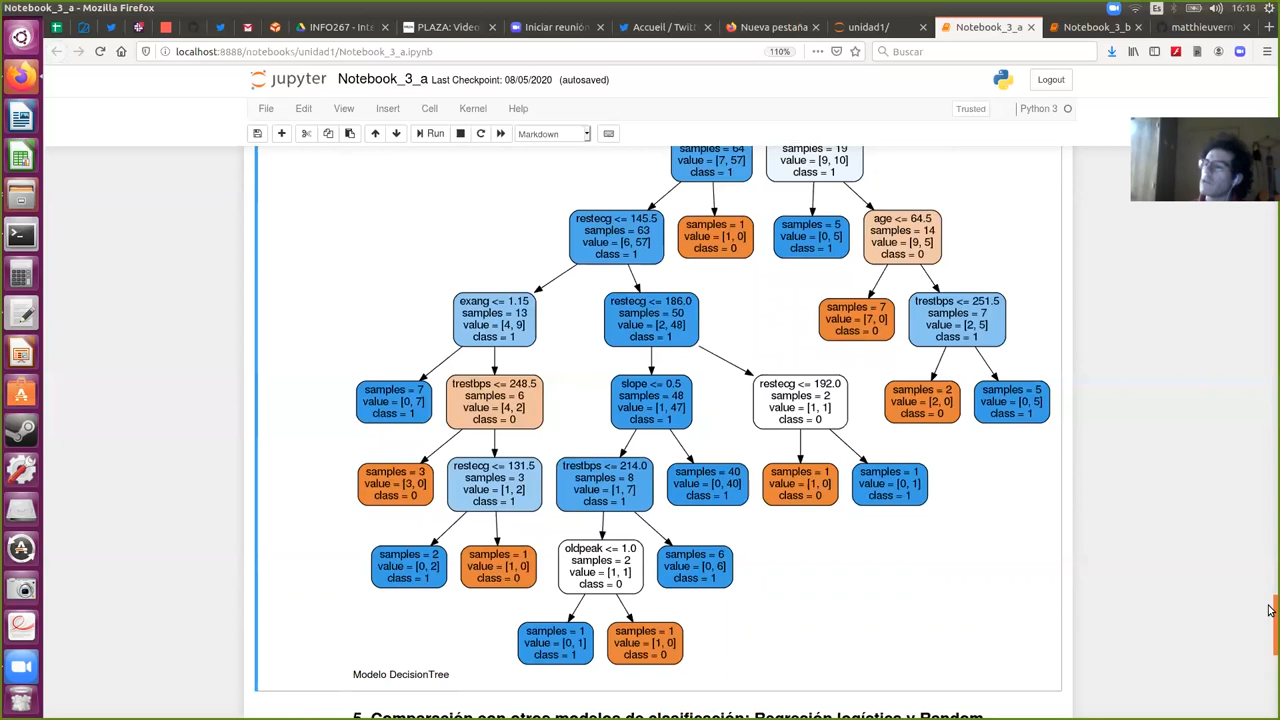 Notebook_3_a - Mozilla Firefox
Es
16:18
INFO267 - Int
PLAZA: Video
Iniciar reunión
Accueil / Twitt
Nueva pestaña
unidad1/
Notebook_3_a
Notebook_3_b
matthieuvern
localhost:8888/notebooks/unidad1/Notebook_3_a.ipynb
110%
Buscar
jupyter
Notebook_3_a Last Checkpoint: 08/05/2020 (autosaved)
Logout
File
Edit
View
Insert
Cell
Kernel
Help
Trusted
Python 3
Run
Markdown
samples = 64
value = [7, 57]
class = 1
samples = 19
value = [9, 10]
class = 1
restecg <= 145.5
samples = 63
value = [6, 57]
class = 1
samples = 1
value = [1, 0]
class = 0
samples = 5
value = [0, 5]
class = 1
age <= 64.5
samples = 14
value = [9, 5]
class = 0
exang <= 1.15
samples = 13
value = [4, 9]
class = 1
restecg <= 186.0
samples = 50
value = [2, 48]
class = 1
samples = 7
value = [7, 0]
class = 0
trestbps <= 251.5
samples = 7
value = [2, 5]
class = 1
samples = 7
value = [0, 7]
class = 1
trestbps <= 248.5
samples = 6
value = [4, 2]
class = 0
slope <= 0.5
samples = 48
value = [1, 47]
class = 1
restecg <= 192.0
samples = 2
value = [1, 1]
class = 0
samples = 2
value = [2, 0]
class = 0
samples = 5
value = [0, 5]
class = 1
samples = 3
value = [3, 0]
class = 0
restecg <= 131.5
samples = 3
value = [1, 2]
class = 1
trestbps <= 214.0
samples = 8
value = [1, 7]
class = 1
samples = 40
value = [0, 40]
class = 1
samples = 1
value = [1, 0]
class = 0
samples = 1
value = [0, 1]
class = 1
samples = 2
value = [0, 2]
class = 1
samples = 1
value = [1, 0]
class = 0
oldpeak <= 1.0
samples = 2
value = [1, 1]
class = 0
samples = 6
value = [0, 6]
class = 1
samples = 1
value = [0, 1]
class = 1
samples = 1
value = [1, 0]
class = 0
Modelo DecisionTree
5. Comparación con otros modelos de clasificación: Regresión logística y Random